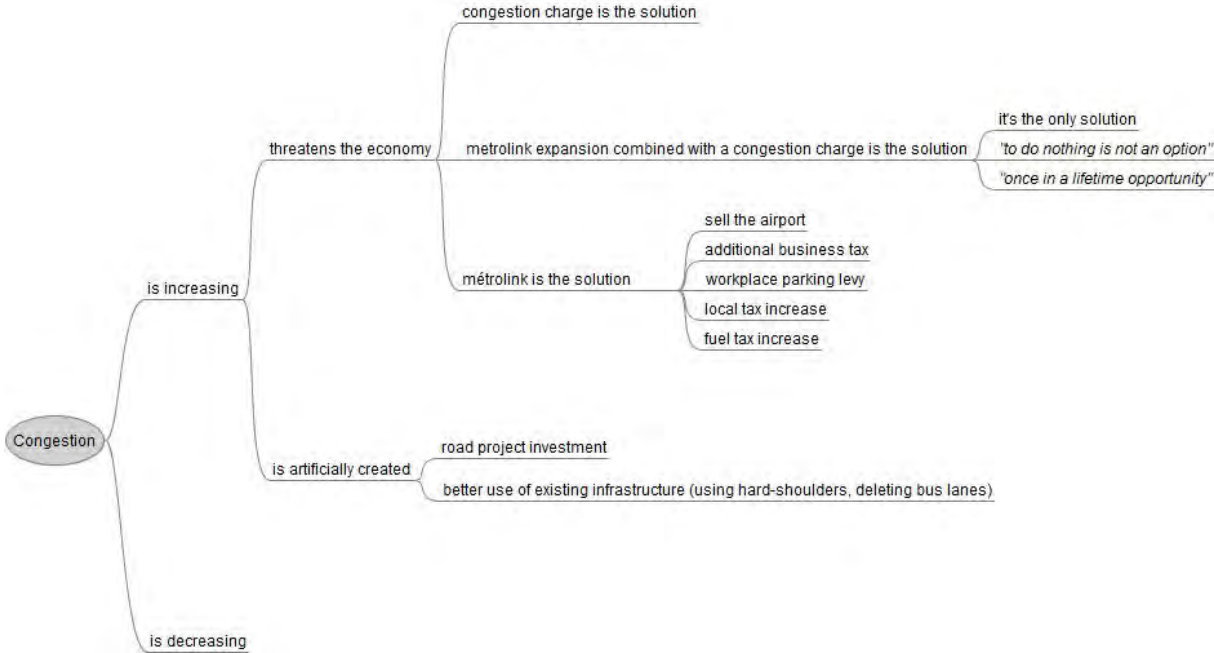 congestion charge is the solution
it's the only solution
threatens the economy
metrolink expansion combined with a congestion charge is the solution
"to do nothing is not an option"
"once in a lifetime opportunity"
sell the airport
additional business tax
is increasing
métrolink is the solution
workplace parking levy
local tax increase
fuel tax increase
Congestion
road project investment
is artificially created
better use of existing infrastructure (using hard-shoulders, deleting bus lanes)
is decreasing